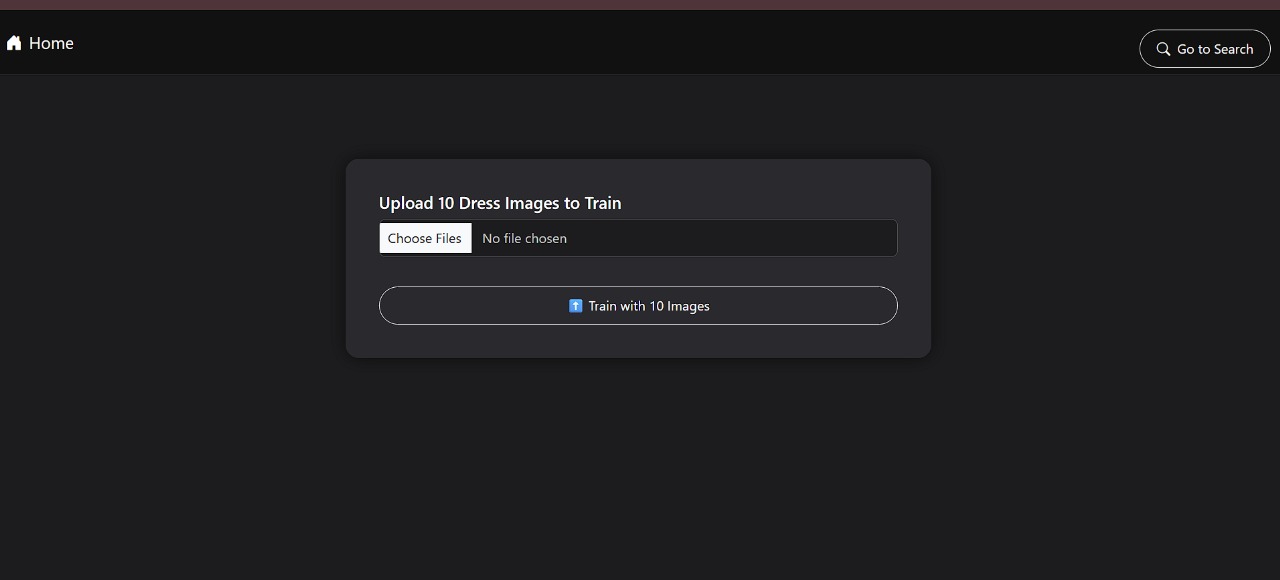 Home
Go to Search
Upload 10 Dress Images to Train
Choose Files No file chosen
Train with 10 Images